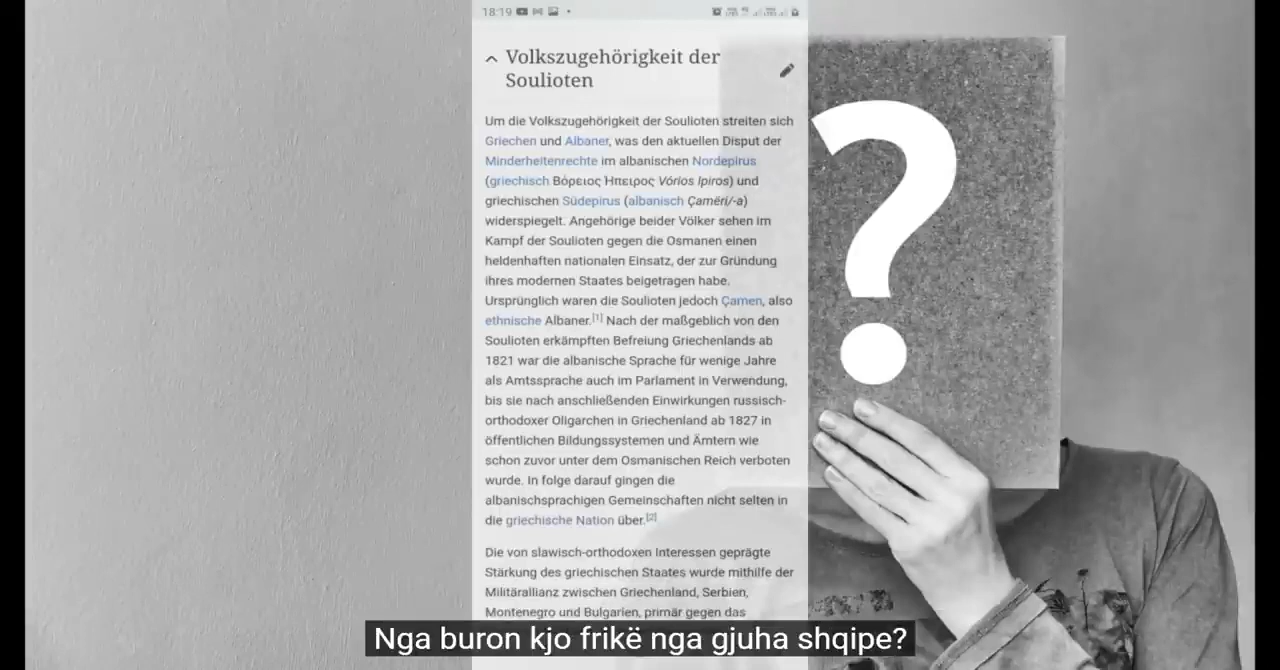 18:19
Volkszugehörigkeit der
Soulioten
Um die Volkszugehörigkeit der Soulioten streiten sich
Griechen und Albaner, was den aktuellen Disput der
Minderheitenrechte im albanischen Nordepirus
(griechisch Βόρειος Ήπειρος Vórios Ipiros) und
griechischen Südepirus (albanisch Çamëri/-a)
widerspiegelt. Angehörige beider Völker sehen im
Kampf der Soulioten gegen die Osmanen einen
heldenhaften nationalen Einsatz, der zur Gründung
ihres modernen Staates beigetragen habe.
Ursprünglich waren die Soulioten jedoch Çamen, also
ethnische Albaner.[1] Nach der maßgeblich von den
Soulioten erkämpften Befreiung Griechenlands ab
1821 war die albanische Sprache für wenige Jahre
als Amtssprache auch im Parlament in Verwendung,
bis sie nach anschließenden Einwirkungen russisch-
orthodoxer Oligarchen in Griechenland ab 1827 in
öffentlichen Bildungssystemen und Ämtern wie
schon zuvor unter dem Osmanischen Reich verboten
wurde. In folge darauf gingen die
albanischsprachigen Gemeinschaften nicht selten in
die griechische Nation über.[2]
Die von slawisch-orthodoxen Interessen geprägte
Stärkung des griechischen Staates wurde mithilfe der
Militärallianz zwischen Griechenland, Serbien,
Montenegro und Bulgarien, primär gegen das
Nga buron kjo frikë nga gjuha shqipe?
?